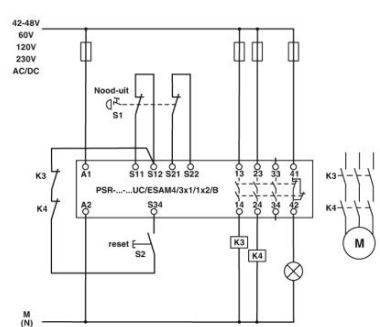 42-48V
60V
120V
230V
AC/DC
Nood-uit
S1
A1 S11 S12 S21 S22 13 23 33 41
PSR-...-...UC/ESAM4/3x1/1x2/B
A2 S34 14 24 34 42
K3
K4
reset
S2
K3
K4
K3
K4
M
M
(N)